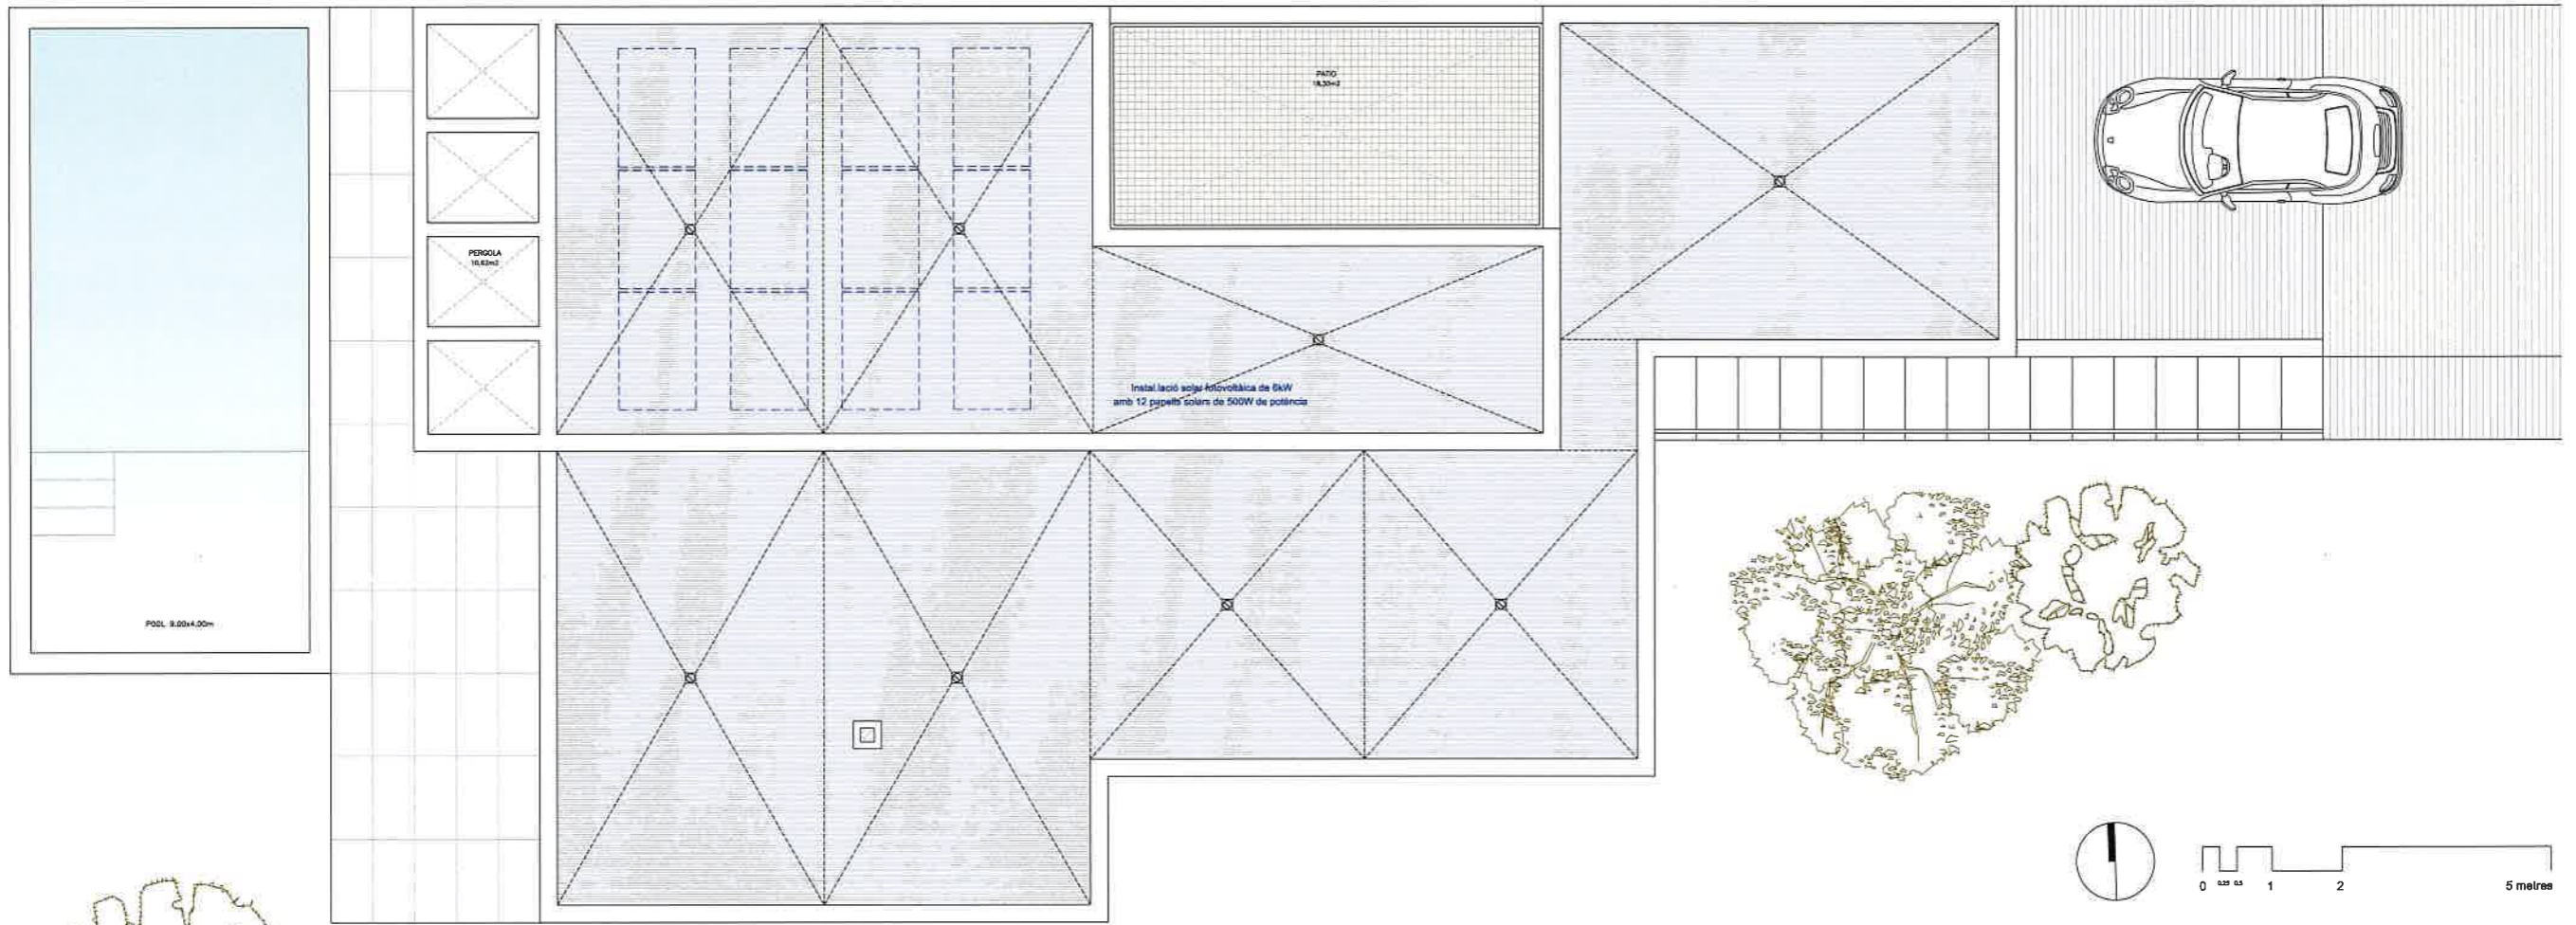 PATIO
18,30m2
PERGOLA
10,62m2
Instal.lació solar fotovoltàica de 6kW
amb 12 panells solars de 500W de potència
POOL 9.00x4.00m
0 0.25 0.5 1 2 5 metres